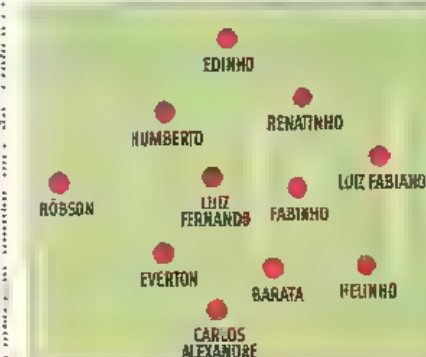 EDINHO
HUMBERTO
RENATINHO
LUIZ FABIANO
RÓBSON
LUIZ
FERNANDO
FABINHO
EVERTON
BARATA
HELINHO
CARLOS
ALEXANDRE